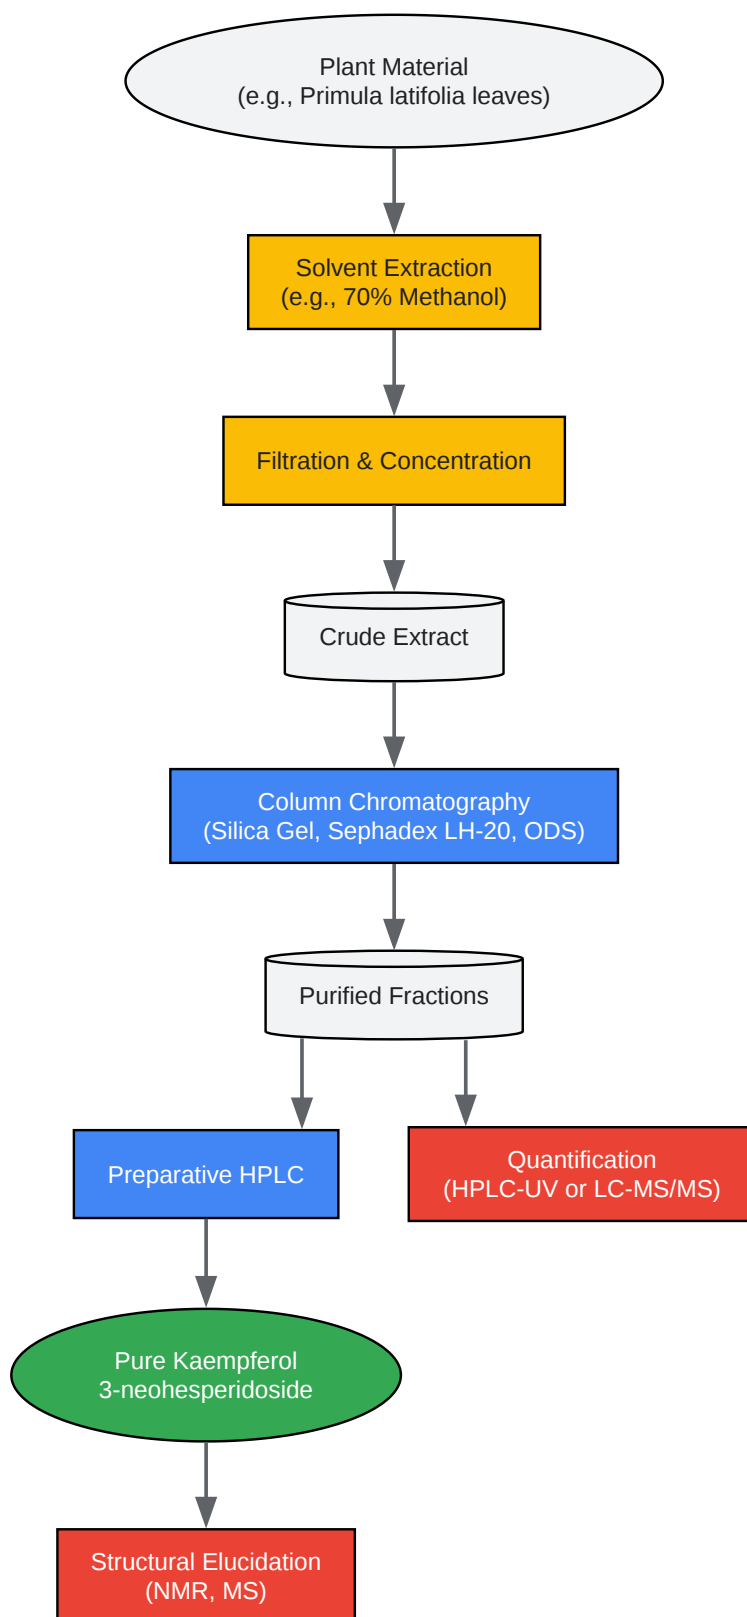 Plant Material
(e.g., Primula latifolia leaves)
Solvent Extraction
(e.g., 70% Methanol)
Filtration & Concentration
Crude Extract
Column Chromatography
(Silica Gel, Sephadex LH-20, ODS)
Purified Fractions
Preparative HPLC
Quantification
(HPLC-UV or LC-MS/MS)
Pure Kaempferol
3-neohesperidoside
Structural Elucidation
(NMR, MS)